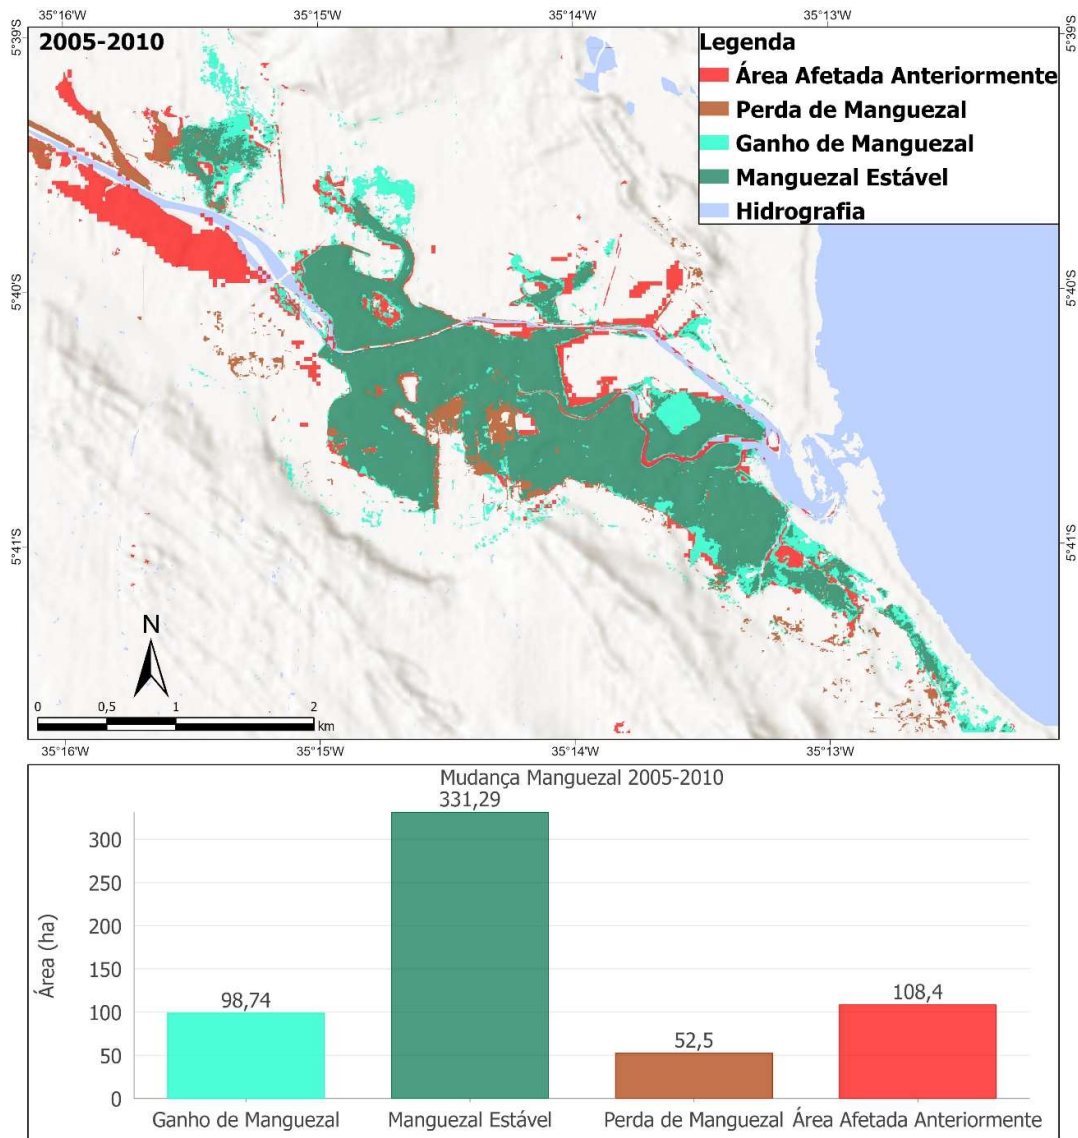 35°16'W 35°15'W 35°14'W 35°13'W
5°39'S 5°39'S
2005-2010
Legenda
Área Afetada Anteriormente
Perda de Manguezal
Ganho de Manguezal
Manguezal Estável
Hidrografia
5°40'S 5°40'S
5°41'S 5°41'S
N
0 0,5 1 2
km
35°16'W 35°15'W 35°14'W 35°13'W
Mudança Manguezal 2005-2010
331,29
300
250
200
150
100
50
0
Área (ha)
98,74
52,5
108,4
Ganho de Manguezal Manguezal Estável Perda de Manguezal Área Afetada Anteriormente